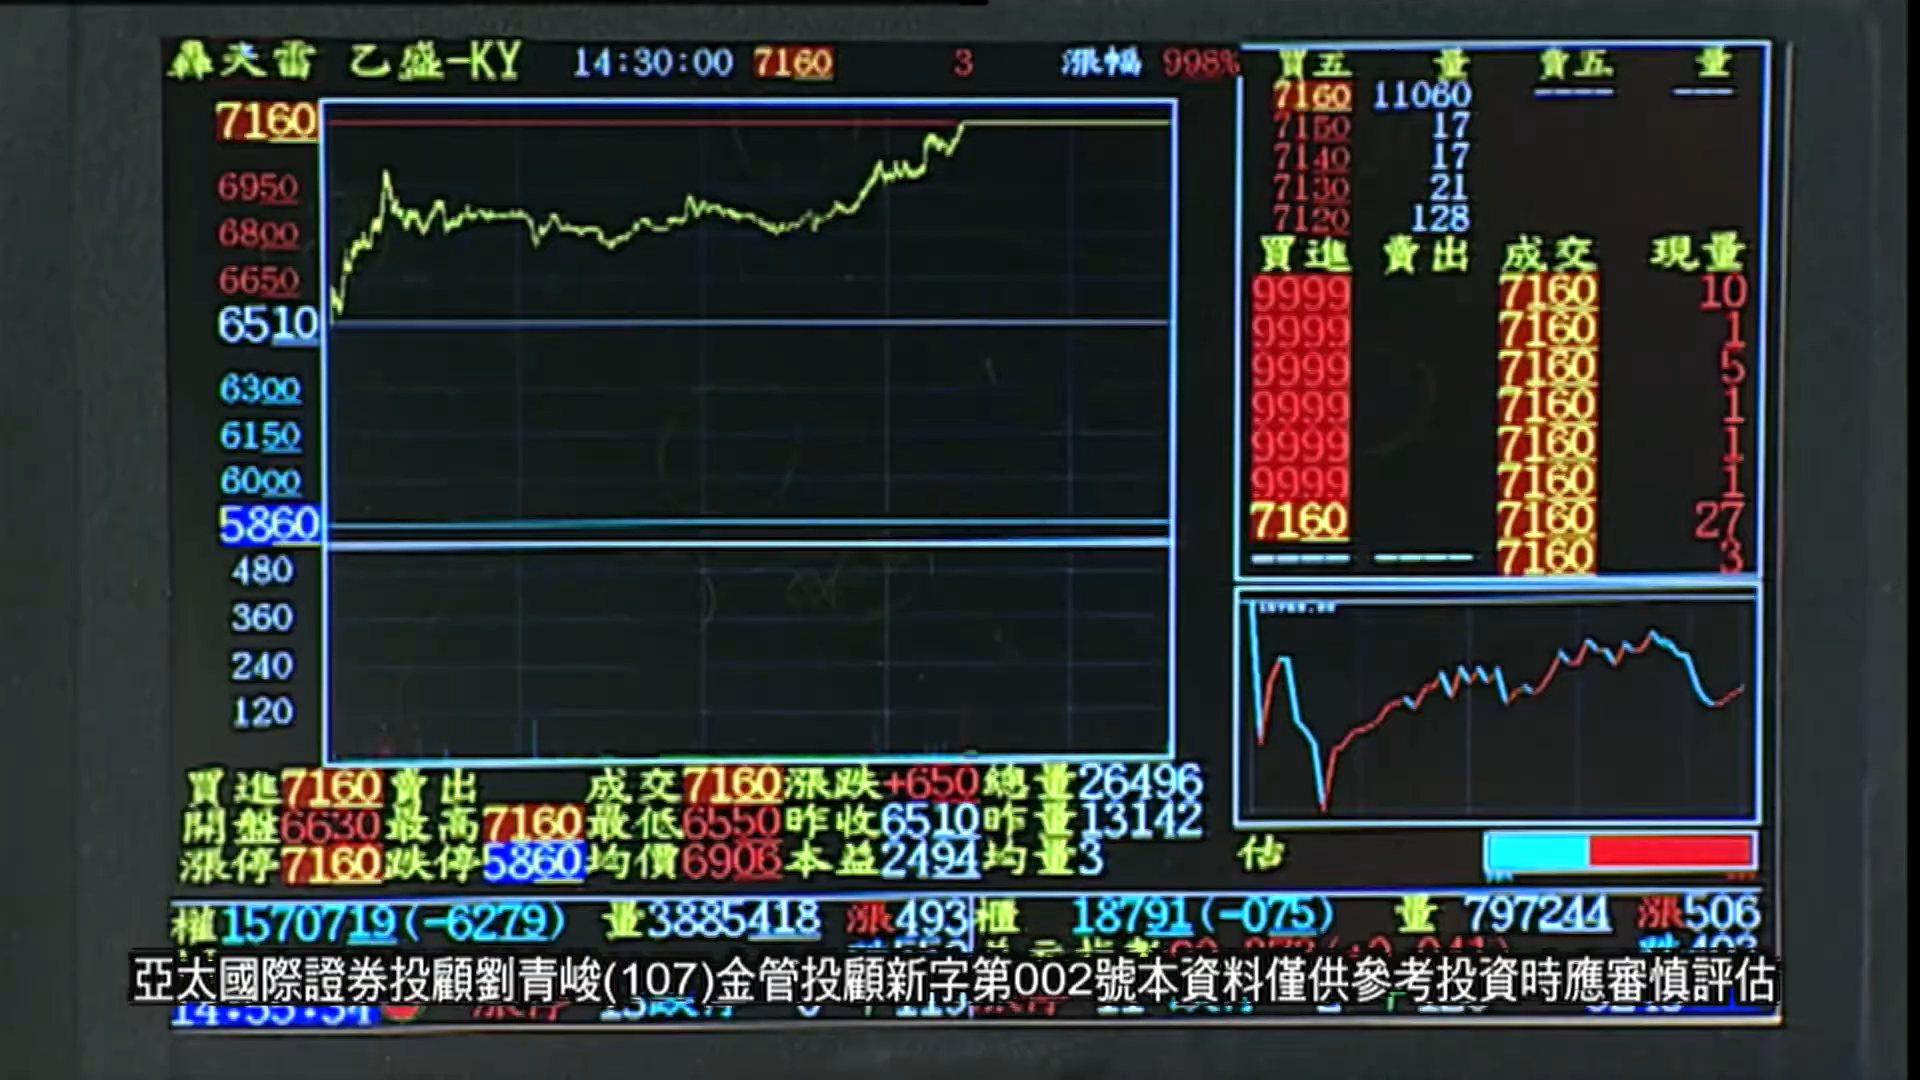 轟天雷 乙盛-KY 14:30:00 7160 3 漲幅 998%
7160
6950
6800
6650
6510
6300
6150
6000
5860
480
360
240
120
買五 量 賣五 量
7160 11060
7150 17
7140 17
7130 21
7120 128
買進 賣出 成交 現量
9999 7160 10
9999 7160 1
9999 7160 5
9999 7160 1
9999 7160 1
9999 7160 1
7160 7160 27
7160 3
買進7160 賣出 成交7160 漲跌+650 總量26496
開盤6630 最高7160 最低6550 昨收6510 昨量13142
漲停7160 跌停5860 均價6906 本益2494 均量3
估
權1570719(-6279) 量3885418 漲493 櫃 18791(-075) 量 797244 漲506
亞太國際證券投顧劉青峻(107)金管投顧新字第002號本資料僅供參考投資時應審慎評估